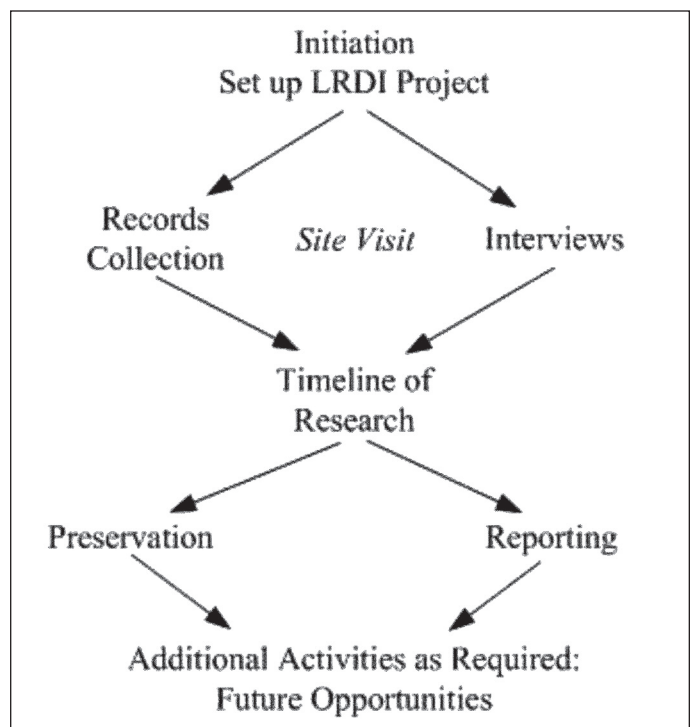 Initiation
Set up LRDI Project
Records
Collection
Site Visit
Interviews
Timeline of
Research
Preservation
Reporting
Additional Activities as Required:
Future Opportunities